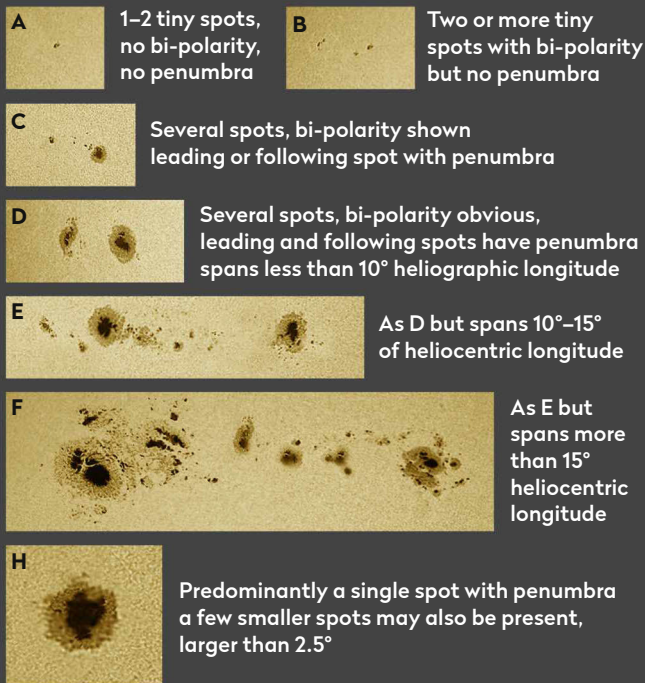 A
1–2 tiny spots,
no bi-polarity,
no penumbra
B
Two or more tiny
spots with bi-polarity
but no penumbra
C
Several spots, bi-polarity shown
leading or following spot with penumbra
D
Several spots, bi-polarity obvious,
leading and following spots have penumbra
spans less than 10° heliographic longitude
E
As D but spans 10°–15°
of heliocentric longitude
F
As E but
spans more
than 15°
heliocentric
longitude
H
Predominantly a single spot with penumbra
a few smaller spots may also be present,
larger than 2.5°